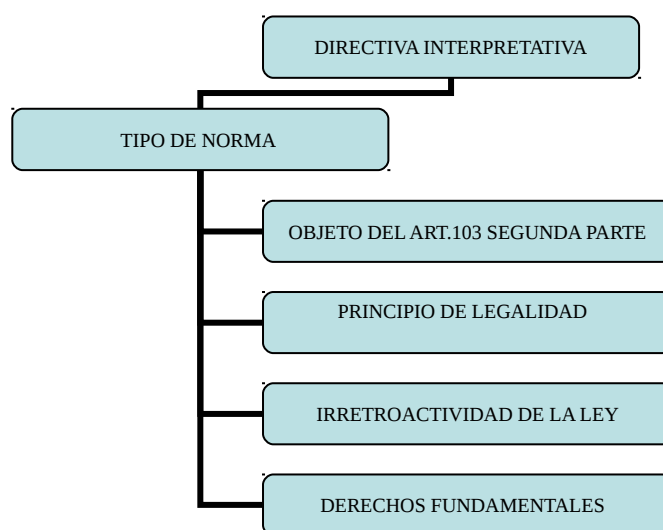 DIRECTIVA INTERPRETATIVA
TIPO DE NORMA
OBJETO DEL ART.103 SEGUNDA PARTE
PRINCIPIO DE LEGALIDAD
IRRETROACTIVIDAD DE LA LEY
DERECHOS FUNDAMENTALES